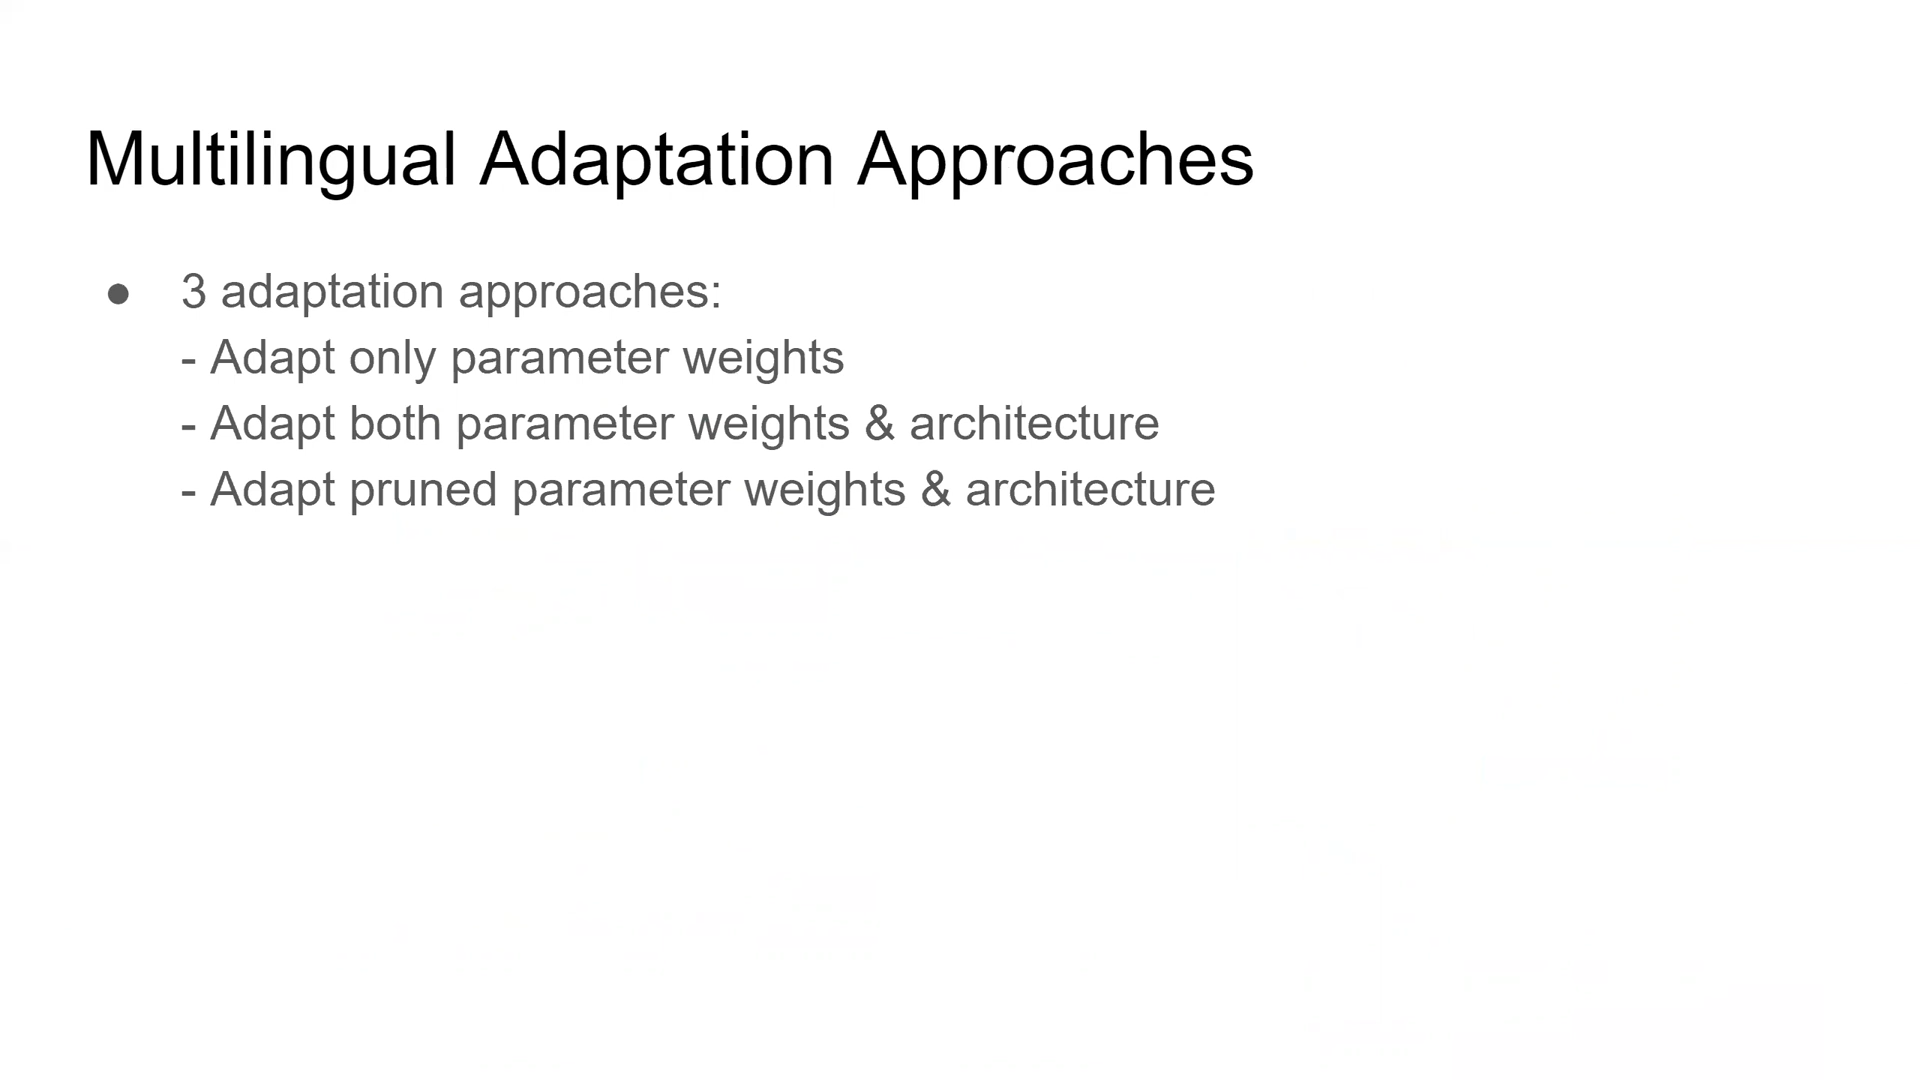 Multilingual Adaptation Approaches
● 3 adaptation approaches:
- Adapt only parameter weights
- Adapt both parameter weights & architecture
- Adapt pruned parameter weights & architecture